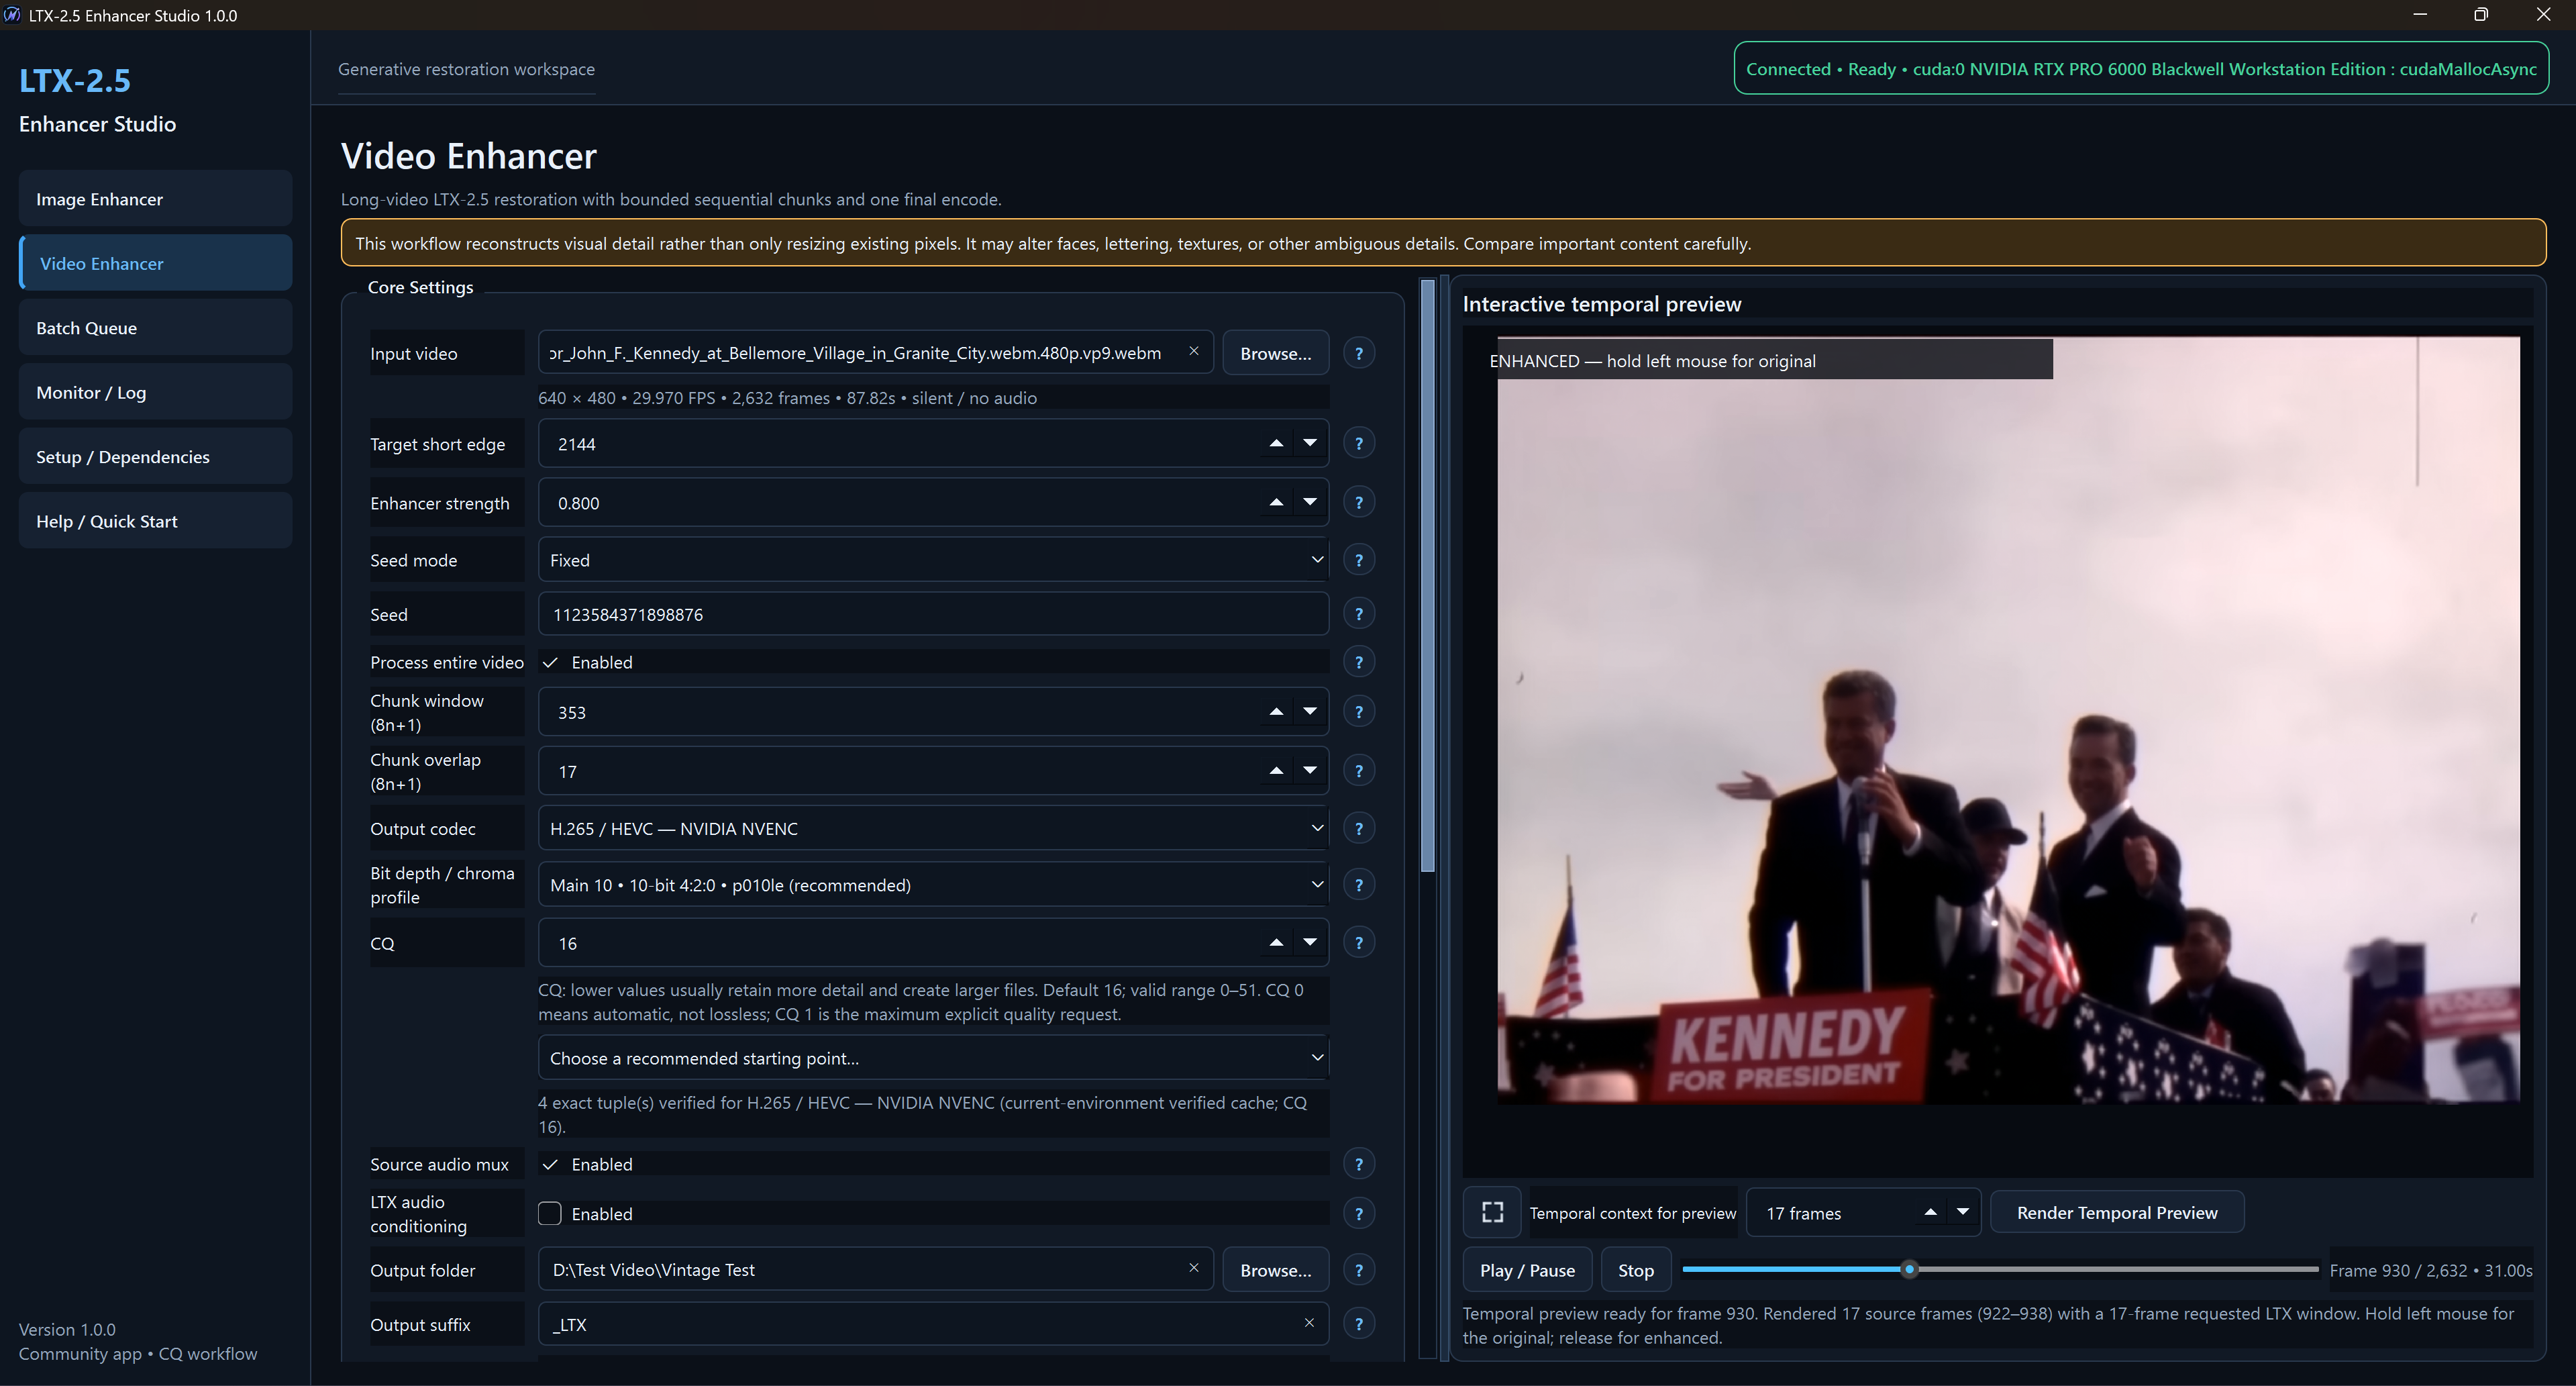 LTX-2.5 Enhancer Studio 1.0.0
LTX-2.5
Enhancer Studio
Image Enhancer
Video Enhancer
Batch Queue
Monitor / Log
Setup / Dependencies
Help / Quick Start
Version 1.0.0
Community app • CQ workflow
Generative restoration workspace
Connected • Ready • cuda:0 NVIDIA RTX PRO 6000 Blackwell Workstation Edition : cudaMallocAsync
Video Enhancer
Long-video LTX-2.5 restoration with bounded sequential chunks and one final encode.
This workflow reconstructs visual detail rather than only resizing existing pixels. It may alter faces, lettering, textures, or other ambiguous details. Compare important content carefully.
Core Settings
Input video
or_John_F._Kennedy_at_Bellemore_Village_in_Granite_City.webm.480p.vp9.webm
Browse...
?
640 × 480 • 29.970 FPS • 2,632 frames • 87.82s • silent / no audio
Target short edge
2144
?
Enhancer strength
0.800
?
Seed mode
Fixed
?
Seed
1123584371898876
?
Process entire video
Enabled
?
Chunk window
(8n+1)
353
?
Chunk overlap
(8n+1)
17
?
Output codec
H.265 / HEVC — NVIDIA NVENC
?
Bit depth / chroma
profile
Main 10 • 10-bit 4:2:0 • p010le (recommended)
?
CQ
16
?
CQ: lower values usually retain more detail and create larger files. Default 16; valid range 0–51. CQ 0
means automatic, not lossless; CQ 1 is the maximum explicit quality request.
Choose a recommended starting point...
4 exact tuple(s) verified for H.265 / HEVC — NVIDIA NVENC (current-environment verified cache; CQ
16).
Source audio mux
Enabled
?
LTX audio
conditioning
Enabled
?
Output folder
D:\Test Video\Vintage Test
Browse...
?
Output suffix
_LTX
?
Interactive temporal preview
ENHANCED — hold left mouse for original
KENNEDY
FOR PRESIDENT
Temporal context for preview
17 frames
Render Temporal Preview
Play / Pause
Stop
Frame 930 / 2,632 • 31.00s
Temporal preview ready for frame 930. Rendered 17 source frames (922–938) with a 17-frame requested LTX window. Hold left mouse for
the original; release for enhanced.